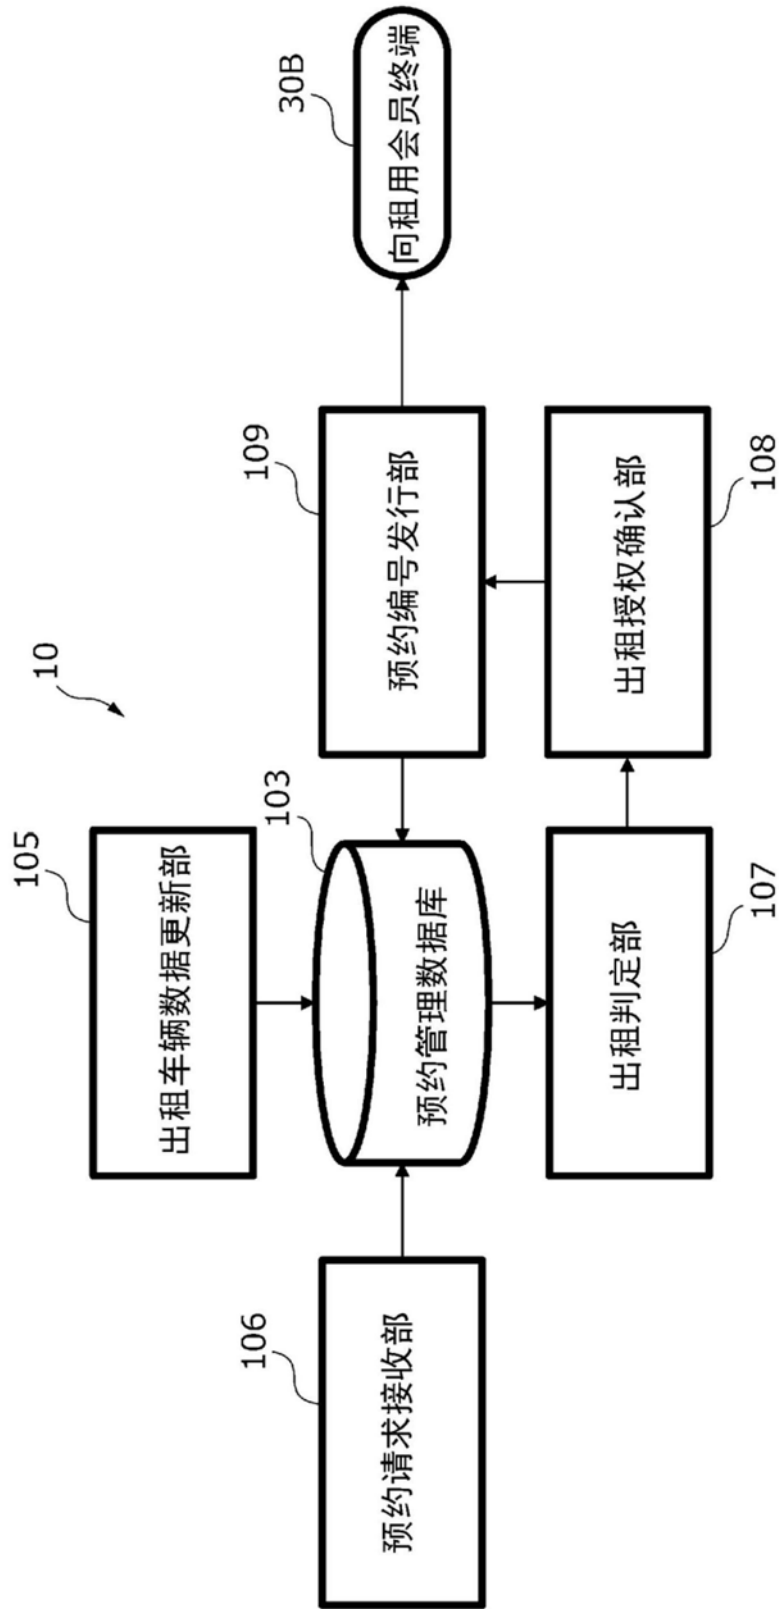 10
105
出租车辆数据更新部
106
预约请求接收部
103
预约管理数据库
109
预约编号发行部
30B
向租用会员终端
出租判定部
107
出租授权确认部
108